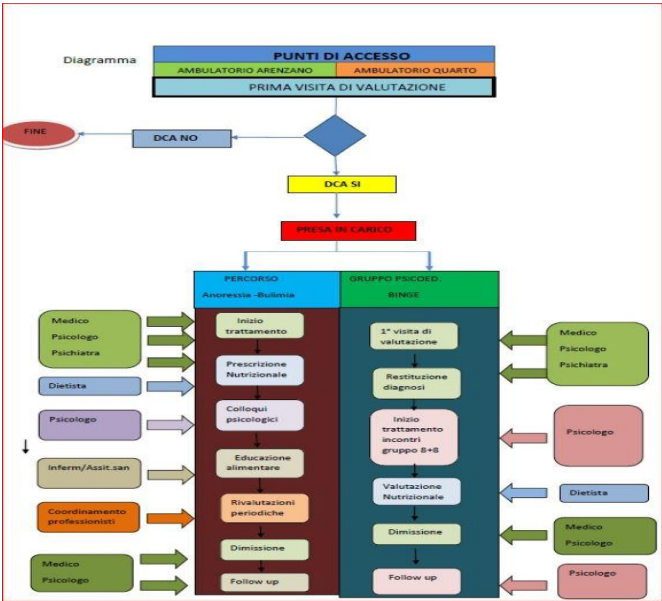 Diagramma
PUNTI DI ACCESSO
AMBULATORIO ARENZANO
AMBULATORIO QUARTO
PRIMA VISITA DI VALUTAZIONE
FINE
DCA NO
DCA SI
PRESA IN CARICO
PERCORSO
Anoressia -Bulimia
GRUPPO PSICOED.
BINGE
Medico
Psicologo
Psichiatra
Dietista
Psicologo
Inferm/Assit.san
Coordinamento
professionisti
Medico
Psicologo
Inizio
trattamento
Prescrizione
Nutrizionale
Colloqui
psicologici
Educazione
alimentare
Rivalutazioni
periodiche
Dimissione
Follow up
1° visita di
valutazione
Restituzione
diagnosi
Inizio
trattamento
incontri
gruppo 8+8
Valutazione
Nutrizionale
Dimissione
Follow up
Medico
Psicologo
Psichiatra
Psicologo
Dietista
Medico
Psicologo
Psicologo